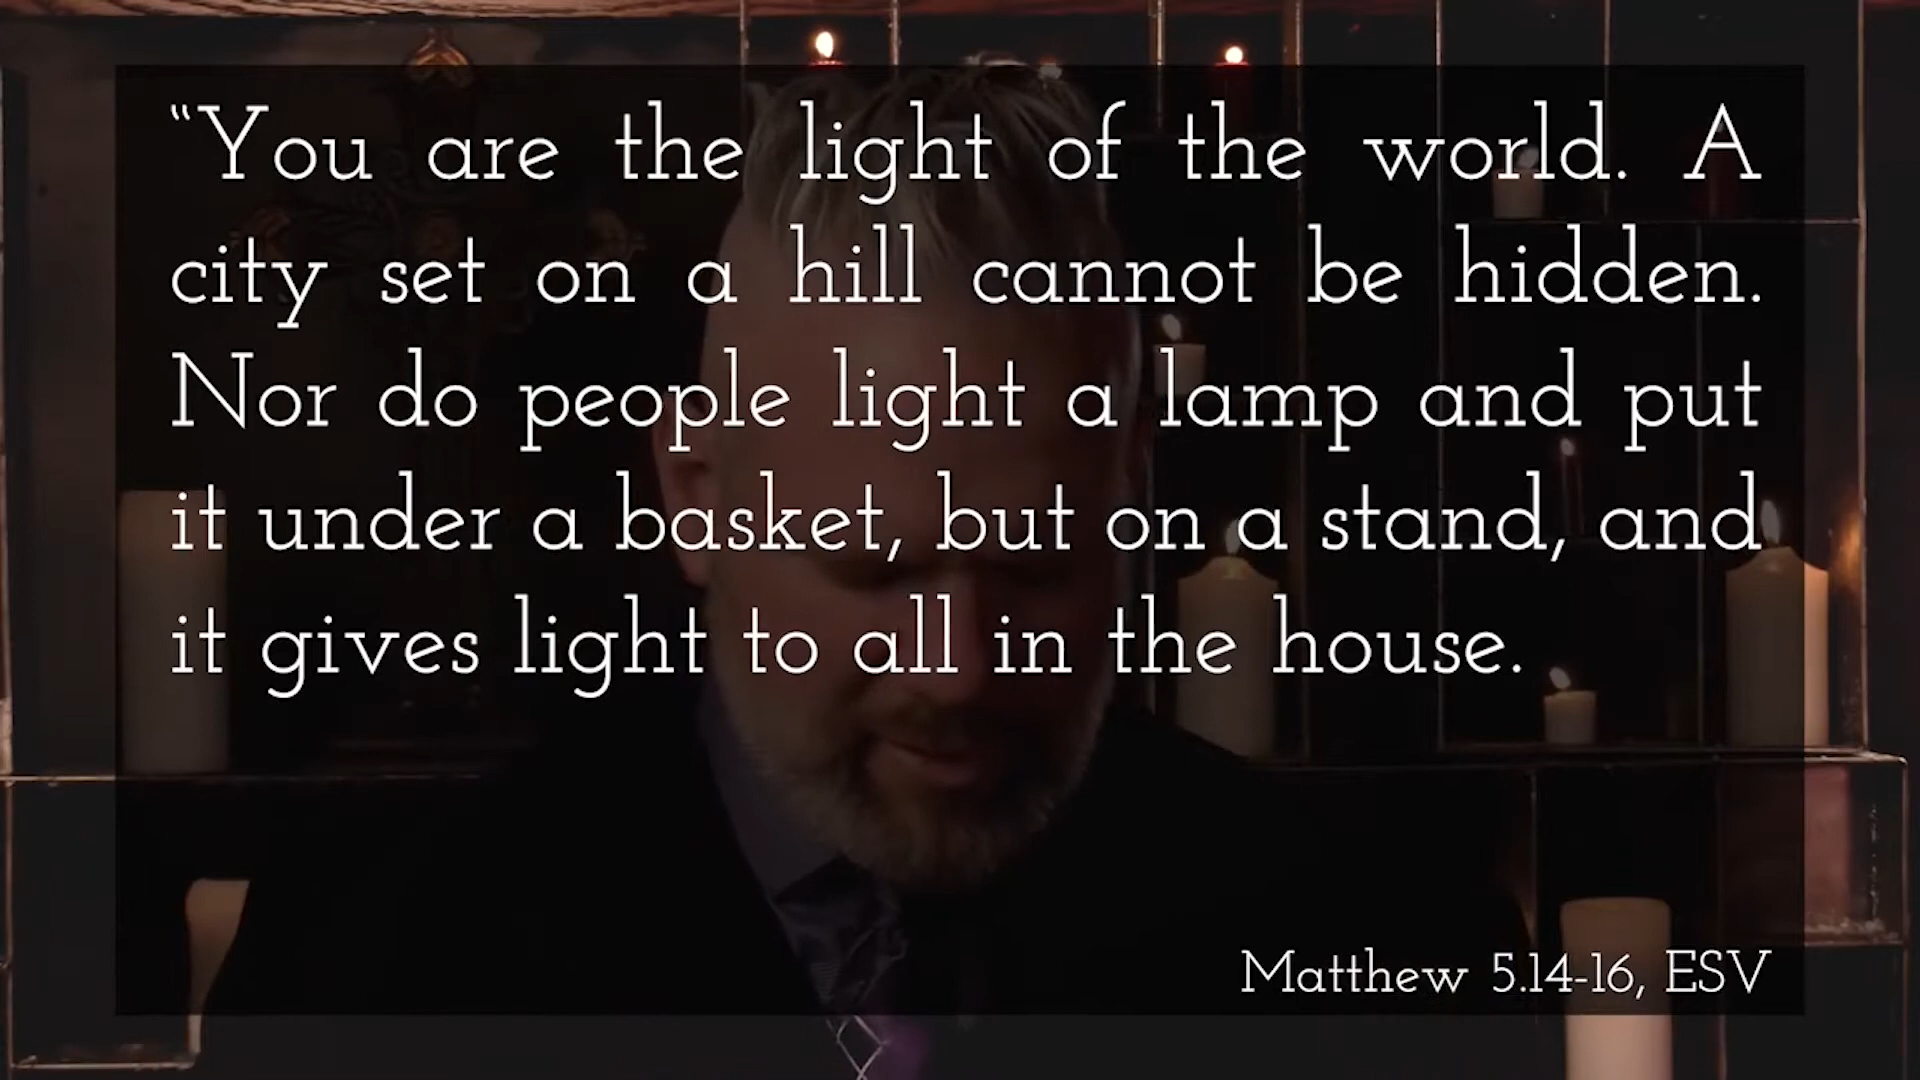 “You are the light of the world. A
city set on a hill cannot be hidden.
Nor do people light a lamp and put
it under a basket, but on a stand, and
it gives light to all in the house.
Matthew 5.14-16, ESV